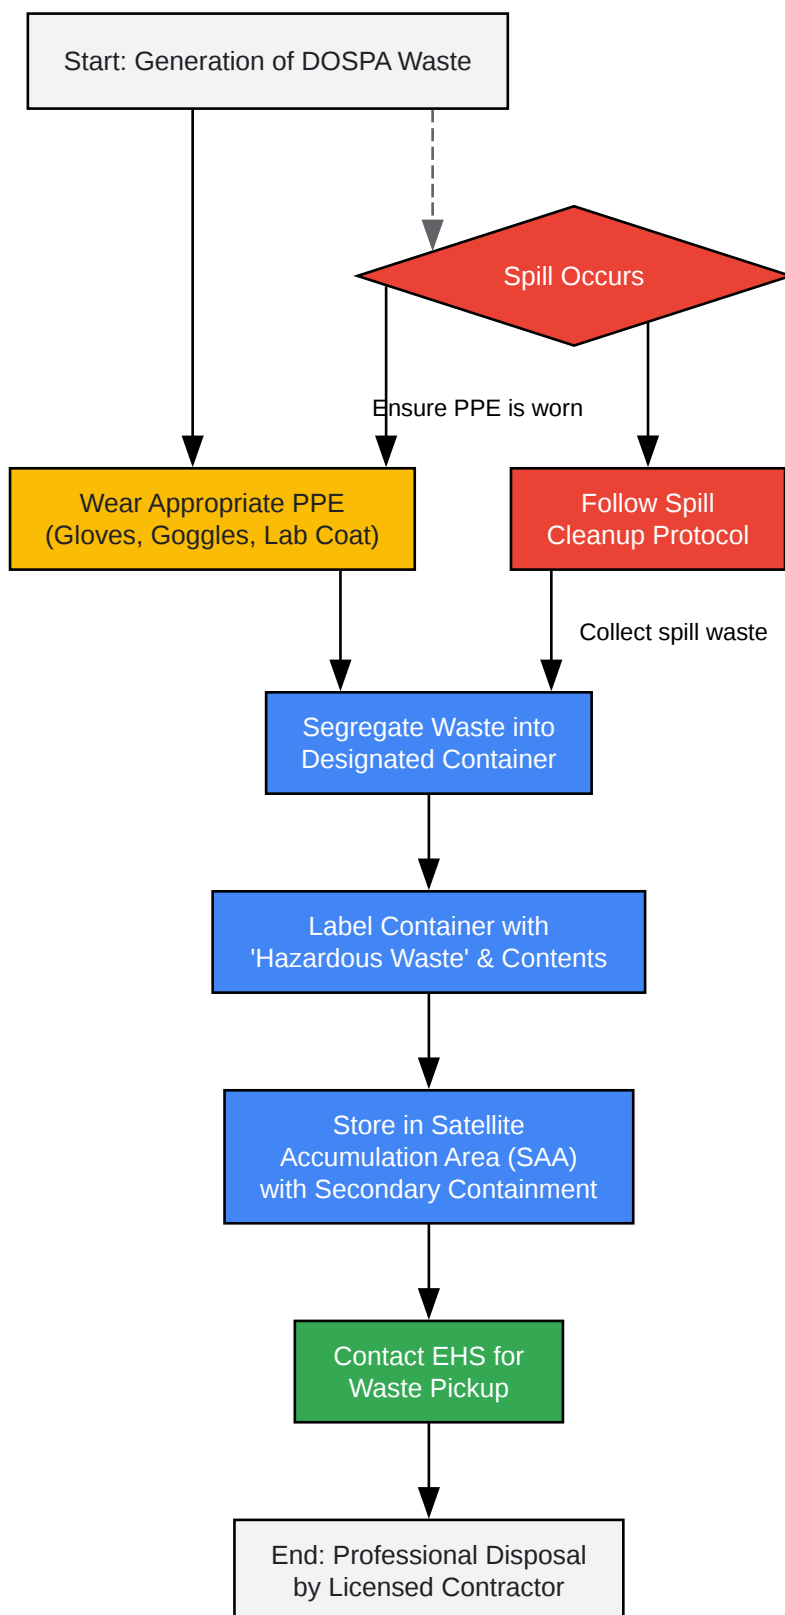 Start: Generation of DOSPA Waste
Spill Occurs
Ensure PPE is worn
Wear Appropriate PPE
(Gloves, Goggles, Lab Coat)
Follow Spill
Cleanup Protocol
Collect spill waste
Segregate Waste into
Designated Container
Label Container with
'Hazardous Waste' & Contents
Store in Satellite
Accumulation Area (SAA)
with Secondary Containment
Contact EHS for
Waste Pickup
End: Professional Disposal
by Licensed Contractor